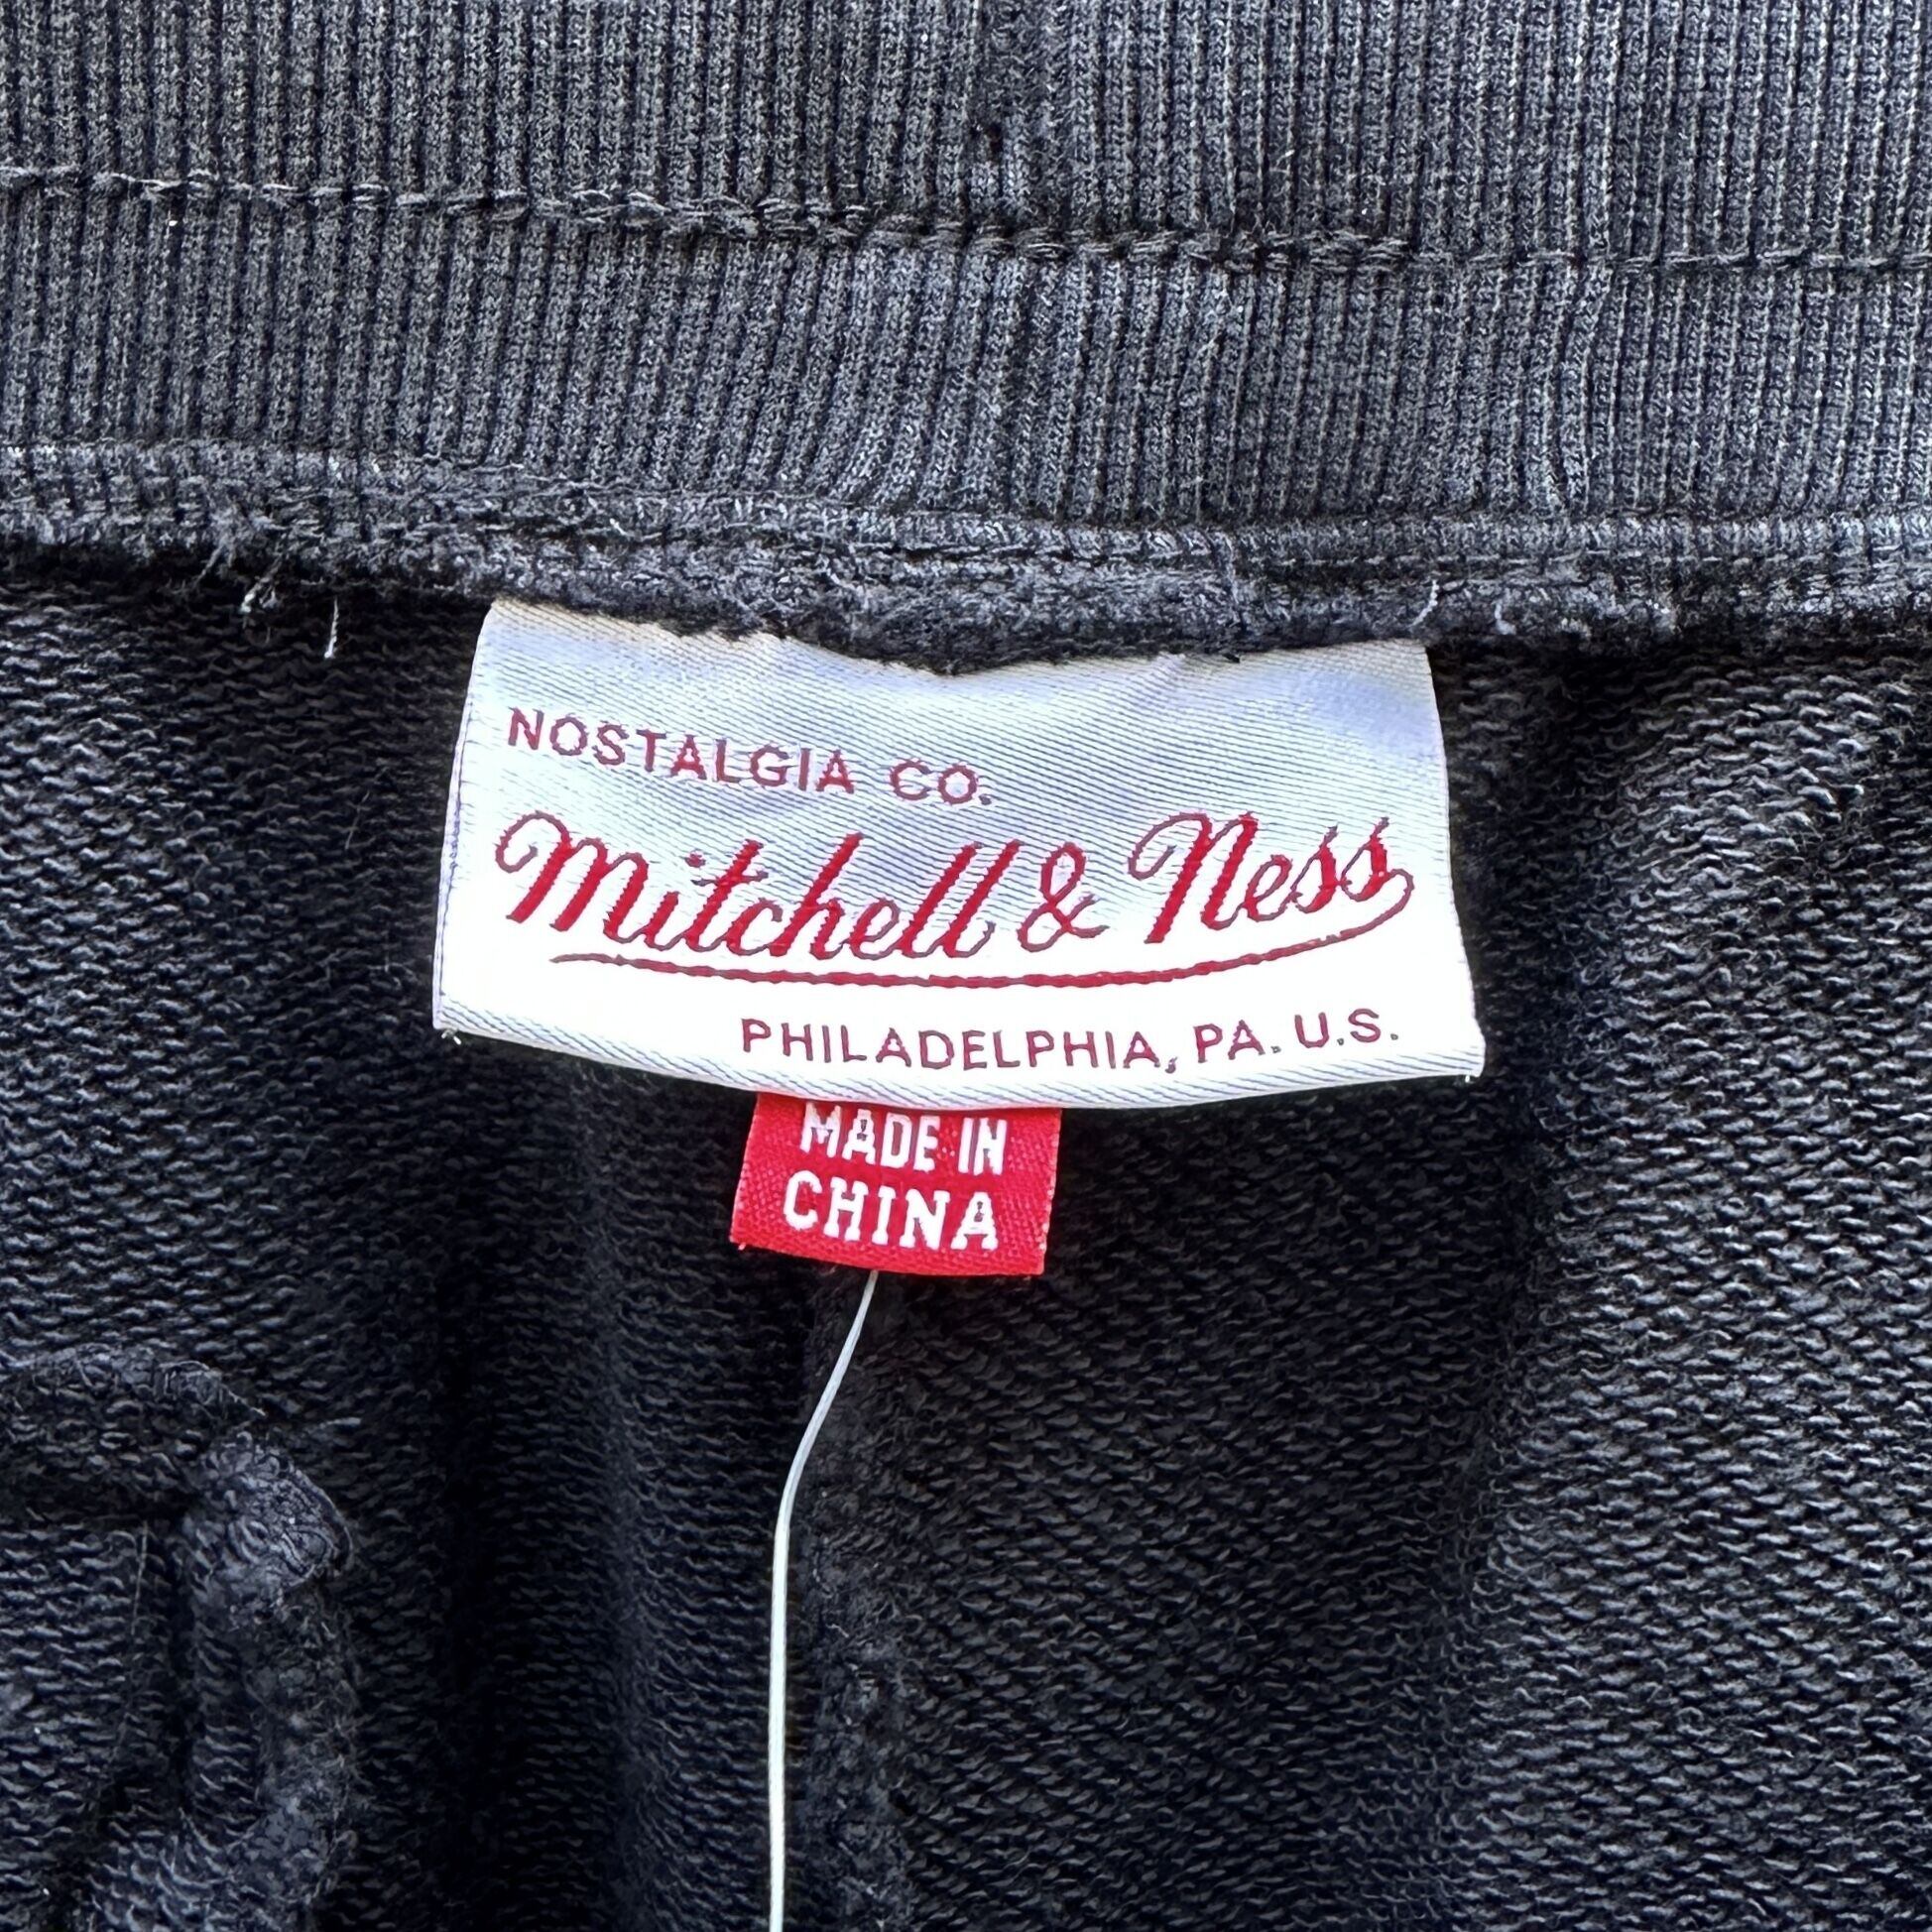 NOSTALGIA CO.
Mitchell & Ness
PHILADELPHIA, PA. U.S.
MADE IN
CHINA